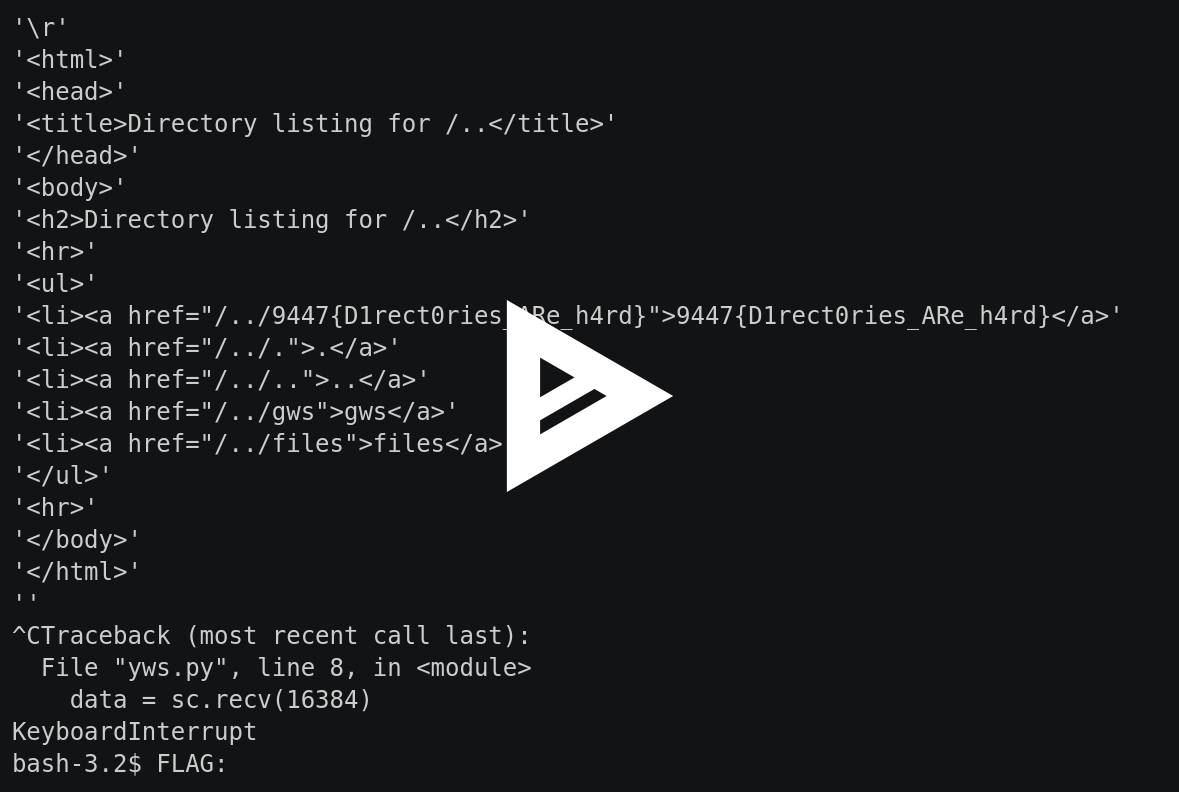 '\r'
'<html>'
'<head>'
'<title>Directory listing for /..</title>'
'</head>'
'<body>'
'<h2>Directory listing for /..</h2>'
'<hr>'
'<ul>'
'<li><a href="/../9447{D1rect0ries_ARe_h4rd}">9447{D1rect0ries_ARe_h4rd}</a>'
'<li><a href="/../.">.</a>'
'<li><a href="/../..">..</a>'
'<li><a href="/../gws">gws</a>'
'<li><a href="/../files">files</a>
'</ul>'
'<hr>'
'</body>'
'</html>'
''
^CTraceback (most recent call last):
  File "yws.py", line 8, in <module>
    data = sc.recv(16384)
KeyboardInterrupt
bash-3.2$ FLAG: